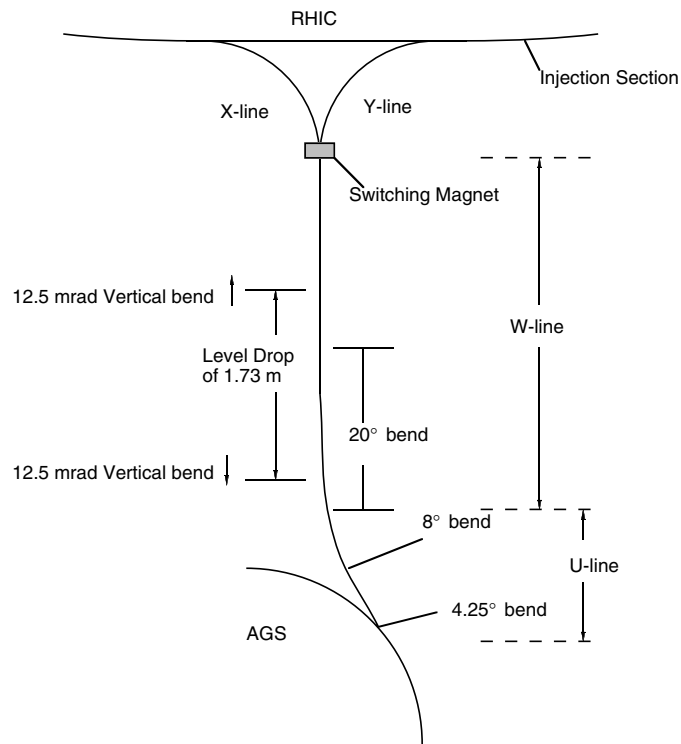 RHIC
Injection Section
X-line
Y-line
Switching Magnet
12.5 mrad Vertical bend
W-line
Level Drop
of 1.73 m
20° bend
12.5 mrad Vertical bend
8° bend
U-line
4.25° bend
AGS